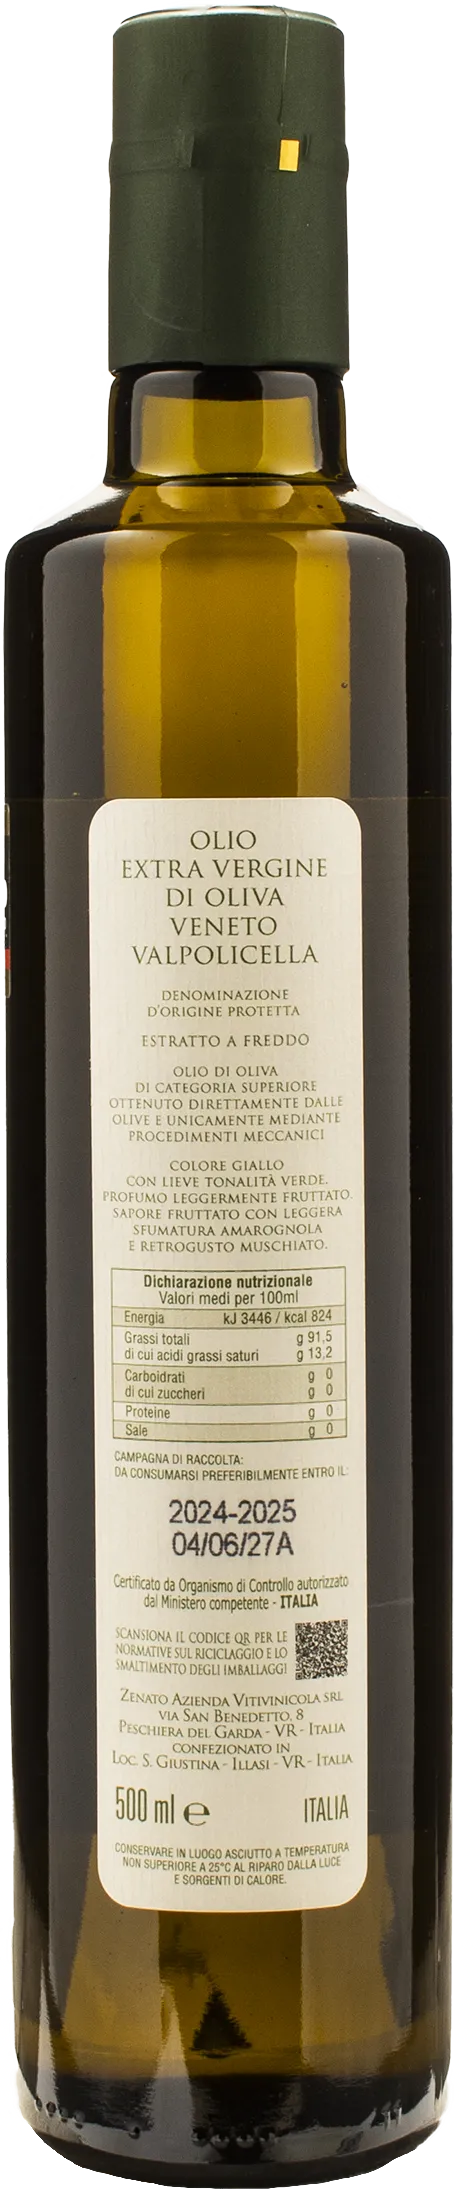 OLIO
EXTRA VERGINE
DI OLIVA
VENETO
VALPOLICELLA
DENOMINAZIONE
D'ORIGINE PROTETTA
ESTRATTO A FREDDO
OLIO DI OLIVA
DI CATEGORIA SUPERIORE
OTTENUTO DIRETTAMENTE DALLE
OLIVE E UNICAMENTE MEDIANTE
PROCEDIMENTI MECCANICI
COLORE GIALLO
CON LIEVE TONALITÀ VERDE.
PROFUMO LEGGERMENTE FRUTTATO.
SAPORE FRUTTATO CON LEGGERA
SFUMATURA AMAROGNOLA
E RETROGUSTO MUSCHIATO.
Dichiarazione nutrizionale
Valori medi per 100ml
Energia kJ 3446 / kcal 824
Grassi totali g 91,5
di cui acidi grassi saturi g 13,2
Carboidrati g 0
di cui zuccheri g 0
Proteine g 0
Sale g 0
CAMPAGNA DI RACCOLTA:
DA CONSUMARSI PREFERIBILMENTE ENTRO IL:
2024-2025
04/06/27A
Certificato da Organismo di Controllo autorizzato
dal Ministero competente - ITALIA
SCANSIONA IL CODICE QR PER LE
NORMATIVE SUL RICICLAGGIO E LO
SMALTIMENTO DEGLI IMBALLAGGI
ZENATO AZIENDA VITIVINICOLA SRL
VIA SAN BENEDETTO, 8
PESCHIERA DEL GARDA - VR - ITALIA
CONFEZIONATO IN
LOC. S. GIUSTINA - ILLASI - VR - ITALIA
500 ml e ITALIA
CONSERVARE IN LUOGO ASCIUTTO A TEMPERATURA
NON SUPERIORE A 25°C AL RIPARO DALLA LUCE
E SORGENTI DI CALORE.